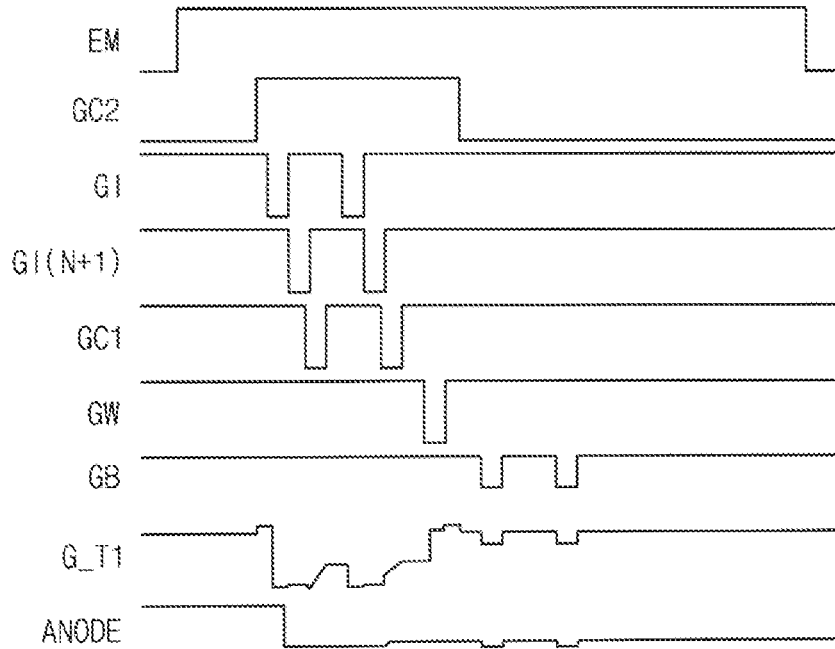 EM
GC2
GI
GI(N+1)
GC1
GW
GB
G_T1
ANODE